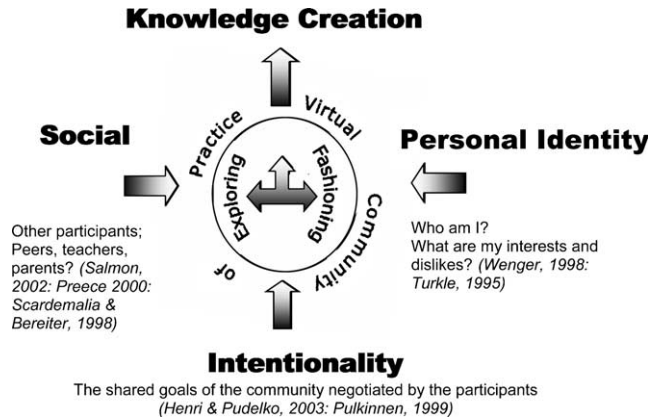 Knowledge Creation
Virtual Community of Practice
Social
Personal Identity
Exploring
Fashioning
Other participants;
Peers, teachers,
parents? (Salmon,
2002: Preece 2000:
Scardemalia &
Bereiter, 1998)
Who am I?
What are my interests and
dislikes? (Wenger, 1998:
Turkle, 1995)
Intentionality
The shared goals of the community negotiated by the participants
(Henri & Pudelko, 2003: Pulkinnen, 1999)